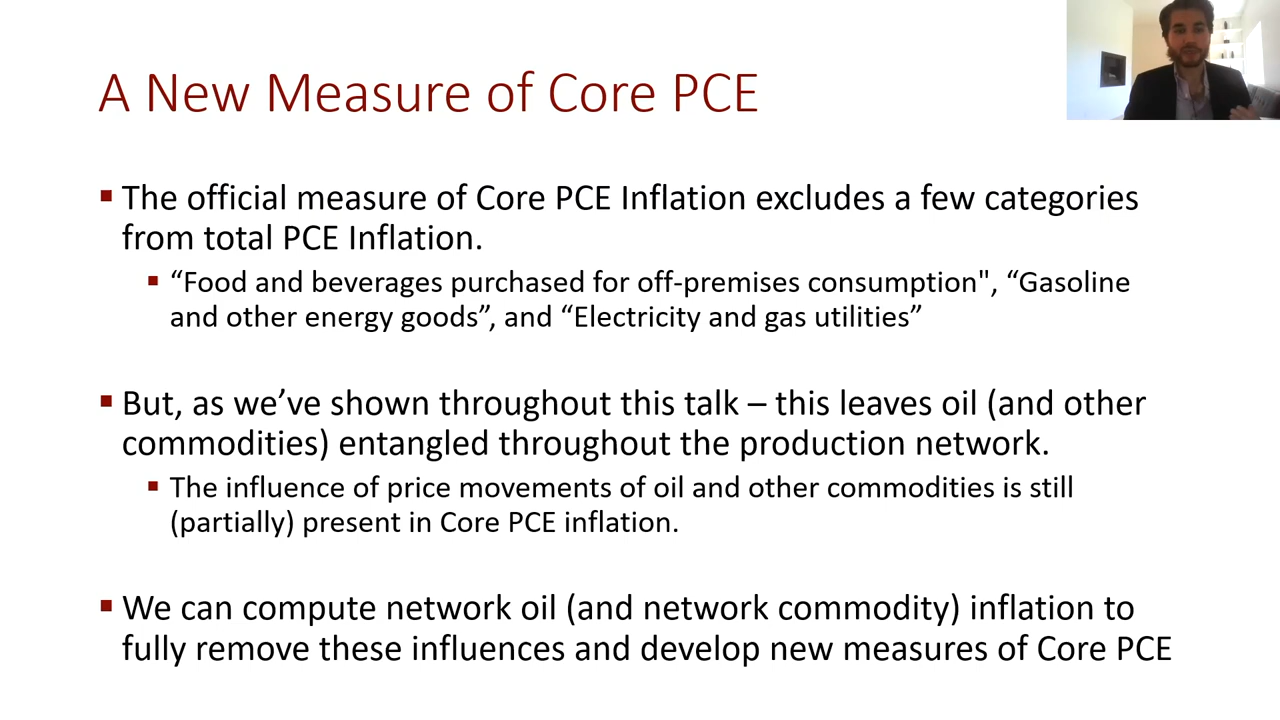 A New Measure of Core PCE
▪ The official measure of Core PCE Inflation excludes a few categories
from total PCE Inflation.
▪ “Food and beverages purchased for off-premises consumption", “Gasoline
and other energy goods”, and “Electricity and gas utilities”
▪ But, as we’ve shown throughout this talk – this leaves oil (and other
commodities) entangled throughout the production network.
▪ The influence of price movements of oil and other commodities is still
(partially) present in Core PCE inflation.
▪ We can compute network oil (and network commodity) inflation to
fully remove these influences and develop new measures of Core PCE